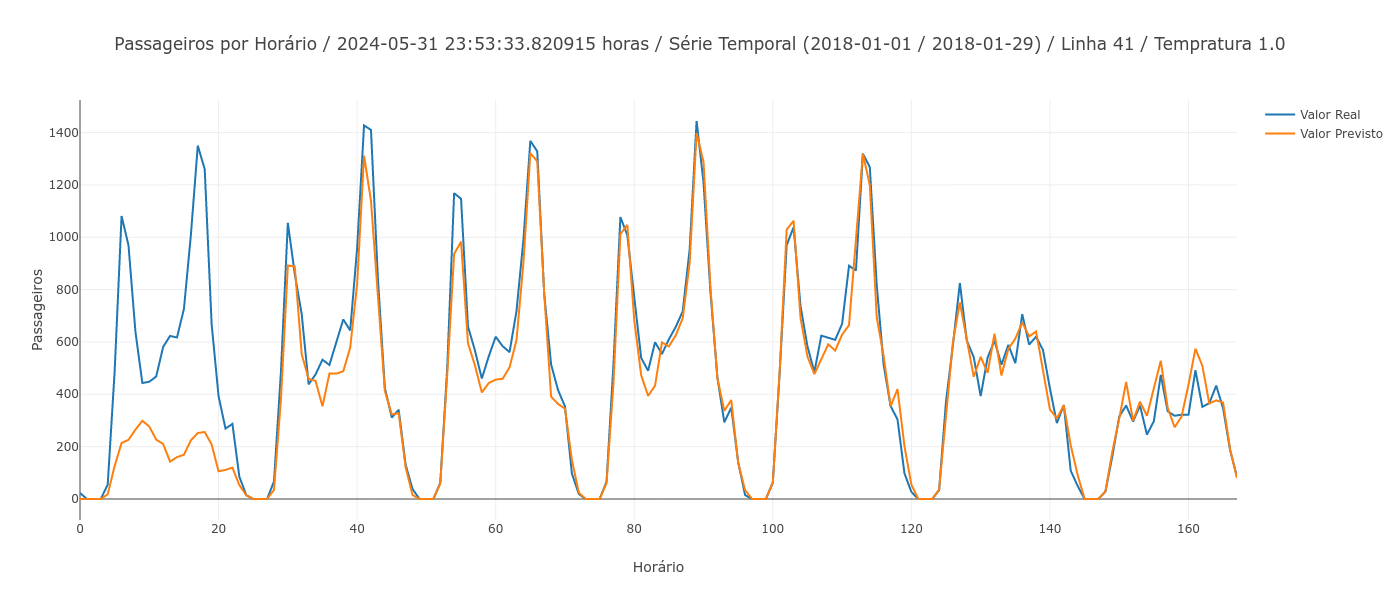 Passageiros por Horário / 2024-05-31 23:53:33.820915 horas / Série Temporal (2018-01-01 / 2018-01-29) / Linha 41 / Tempratura 1.0
Valor Real
Valor Previsto
Passageiros
1400
1200
1000
800
600
400
200
0
0 20 40 60 80 100 120 140 160
Horário